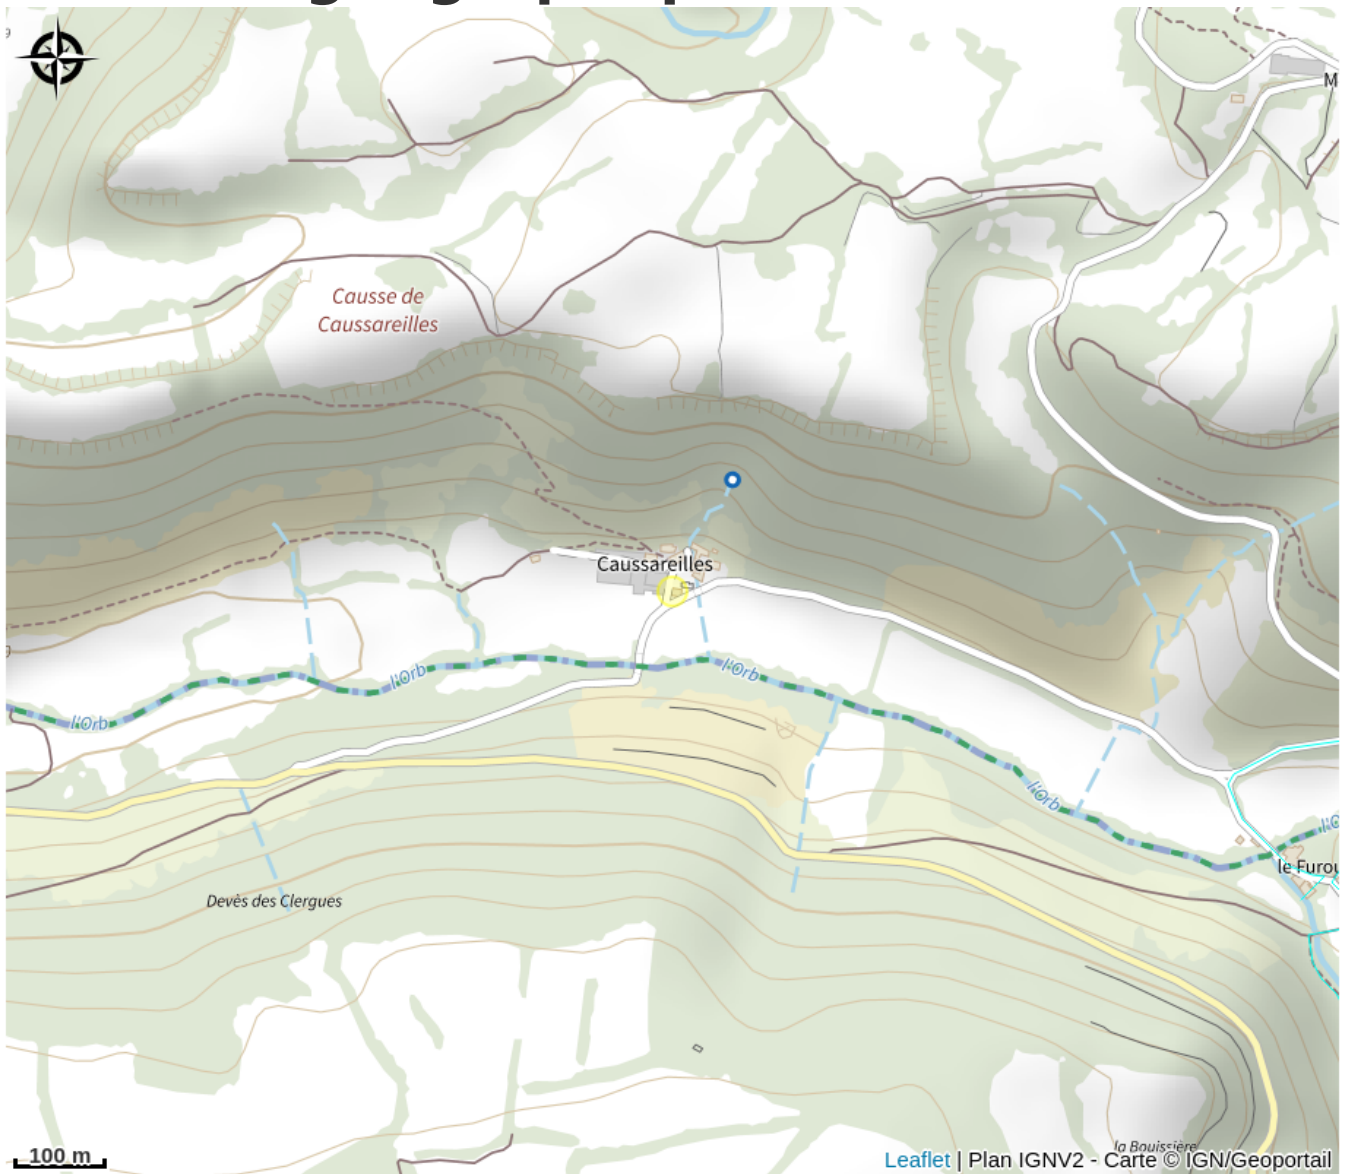 M
Causse de
Caussareilles
Caussareilles
l'Orb
l'Orb
l'Orb
l'Orb
le Furou
Devès des Clergues
la Bouissière
100 m
Leaflet | Plan IGNV2 - Carte © IGN/Geoportail